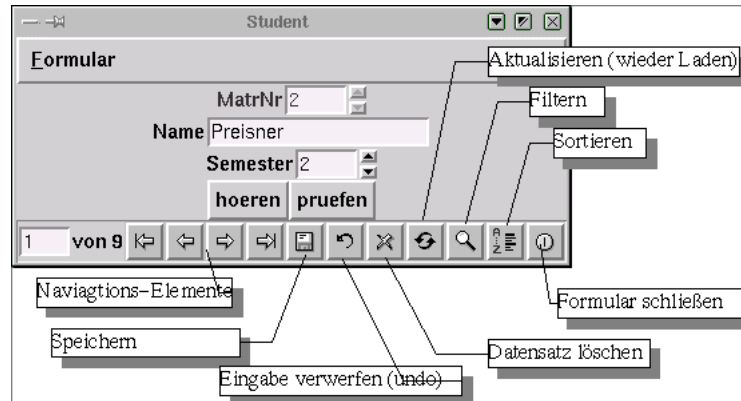 Student
Formular
Aktualisieren (wieder Laden)
MatrNr 2
Filtern
Name Preisner
Sortieren
Semester 2
hoeren pruefen
1 von 9
A
Z
Naviagtions-Elemente
Formular schließen
Speichern
Datensatz löschen
Eingabe verwerfen (undo)